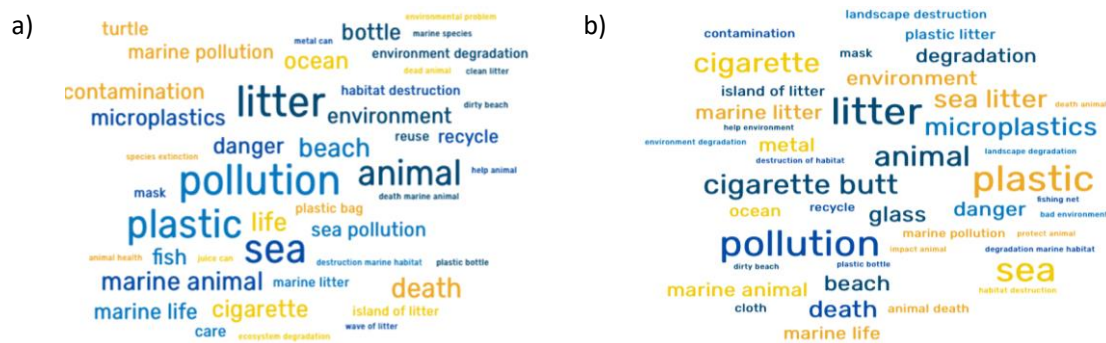 a)
environmental problem
turtle
metal can
bottle
marine species
marine pollution
ocean
environment degradation
dead animal
clean litter
contamination
litter
habitat destruction
dirty beach
microplastics
environment
reuse
recycle
danger
beach
species extinction
pollution
animal
help animal
mask
death marine animal
plastic
life
plastic bag
sea pollution
sea
animal health
fish
juice can
destruction marine habitat
plastic bottle
marine animal
marine litter
death
marine life
cigarette
island of litter
care
wave of litter
ecosystem degradation
b)
landscape destruction
contamination
plastic litter
mask
degradation
cigarette
environment
island of litter
litter
sea litter
death animal
marine litter
help environment
microplastics
environment degradation
metal
animal
landscape degradation
destruction of habitat
cigarette butt
plastic
fishing net
ocean
recycle
glass
danger
bad environment
pollution
marine pollution
protect animal
impact animal
degradation marine habitat
dirty beach
plastic bottle
sea
marine animal
beach
habitat destruction
cloth
death
animal death
marine life